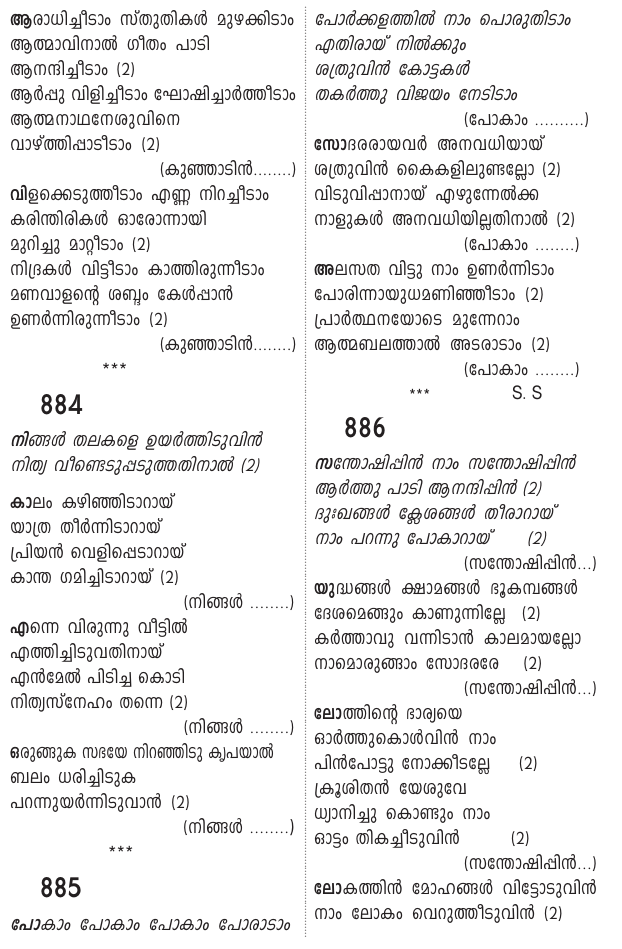 ആരാധിച്ചീടാം സ്തുതികൾ മുഴക്കിടാം
ആത്മാവിനാൽ ഗീതം പാടി
ആനന്ദിച്ചീടാം (2)
ആർപ്പു വിളിച്ചീടാം ഘോഷിച്ചാർത്തീടാം
ആത്മനാഥനേശുവിനെ
വാഴ്ത്തിപ്പാടീടാം (2)
(കുഞ്ഞാടിൻ........)
വിളക്കെടുത്തീടാം എണ്ണ നിറച്ചീടാം
കരിന്തിരികൾ ഓരോന്നായി
മുറിച്ചു മാറ്റീടാം (2)
നിദ്രകൾ വിട്ടീടാം കാത്തിരുന്നീടാം
മണവാളന്റെ ശബ്ദം കേൾപ്പാൻ
ഉണർന്നിരുന്നീടാം (2)
(കുഞ്ഞാടിൻ........)
***
884
നിങ്ങൾ തലകളെ ഉയർത്തിടുവിൻ
നിത്യ വീണ്ടെടുപ്പടുത്തതിനാൽ (2)
കാലം കഴിഞ്ഞിടാറായ്
യാത്ര തീർന്നിടാറായ്
പ്രിയൻ വെളിപ്പെടാറായ്
കാന്ത ഗമിച്ചിടാറായ് (2)
(നിങ്ങൾ ........)
എന്നെ വിരുന്നു വീട്ടിൽ
എത്തിച്ചിടുവതിനായ്
എൻമേൽ പിടിച്ച കൊടി
നിത്യസ്നേഹം തന്നെ (2)
(നിങ്ങൾ ........)
ഒരുങ്ങുക സഭയേ നിറഞ്ഞിടു കൃപയാൽ
ബലം ധരിച്ചിടുക
പറന്നുയർന്നിടുവാൻ (2)
(നിങ്ങൾ ........)
***
885
പോകാം പോകാം പോകാം പോരാടാം
പോർക്കളത്തിൽ നാം പൊരുതിടാം
എതിരായ് നിൽക്കും
ശത്രുവിൻ കോട്ടകൾ
തകർത്തു വിജയം നേടിടാം
(പോകാം ..........)
സോദരരായവർ അനവധിയായ്
ശത്രുവിൻ കൈകളിലുണ്ടല്ലോ (2)
വിടുവിപ്പാനായ് എഴുന്നേൽക്ക
നാളുകൾ അനവധിയില്ലതിനാൽ (2)
(പോകാം ........)
അലസത വിട്ടു നാം ഉണർന്നിടാം
പോരിന്നായുധമണിഞ്ഞീടാം (2)
പ്രാർത്ഥനയോടെ മുന്നേറാം
ആത്മബലത്താൽ അടരാടാം (2)
(പോകാം ........)
*** S. S
886
സന്തോഷിപ്പിൻ നാം സന്തോഷിപ്പിൻ
ആർത്തു പാടി ആനന്ദിപ്പിൻ (2)
ദുഃഖങ്ങൾ ക്ലേശങ്ങൾ തീരാറായ്
നാം പറന്നു പോകാറായ് (2)
(സന്തോഷിപ്പിൻ...)
യുദ്ധങ്ങൾ ക്ഷാമങ്ങൾ ഭൂകമ്പങ്ങൾ
ദേശമെങ്ങും കാണുന്നില്ലേ (2)
കർത്താവു വന്നിടാൻ കാലമായല്ലോ
നാമൊരുങ്ങാം സോദരരേ (2)
(സന്തോഷിപ്പിൻ...)
ലോത്തിന്റെ ഭാര്യയെ
ഓർത്തുകൊൾവിൻ നാം
പിൻപോട്ടു നോക്കീടല്ലേ (2)
ക്രൂശിതൻ യേശുവേ
ധ്യാനിച്ചു കൊണ്ടും നാം
ഓട്ടം തികച്ചീടുവിൻ (2)
(സന്തോഷിപ്പിൻ...)
ലോകത്തിൻ മോഹങ്ങൾ വിട്ടോടുവിൻ
നാം ലോകം വെറുത്തീടുവിൻ (2)